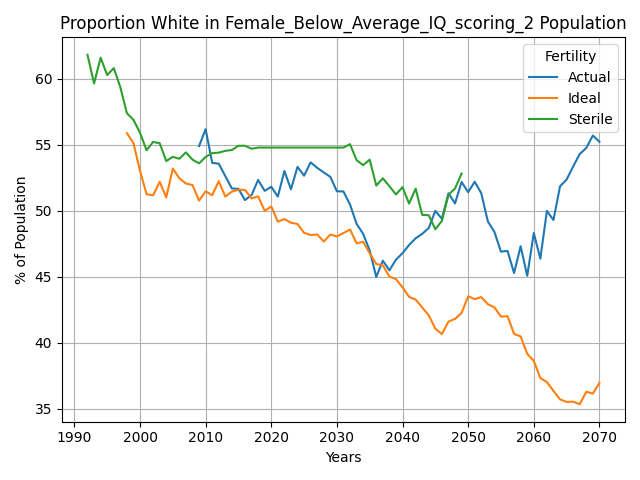 Proportion White in Female_Below_Average_IQ_scoring_2 Population
Fertility
Actual
Ideal
Sterile
% of Population
60
55
50
45
40
35
1990
2000
2010
2020
2030
2040
2050
2060
2070
Years